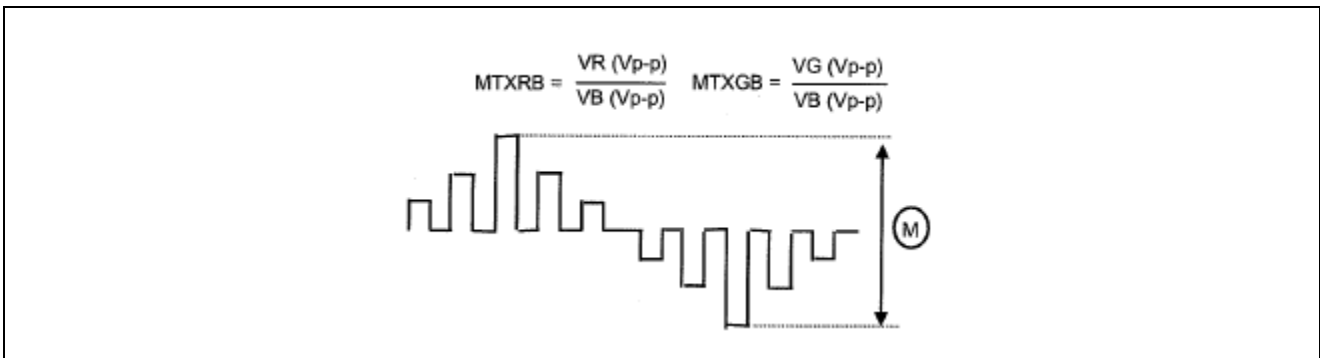 MTXRB = VR (Vp-p) / VB (Vp-p) MTXGB = VG (Vp-p) / VB (Vp-p)
M